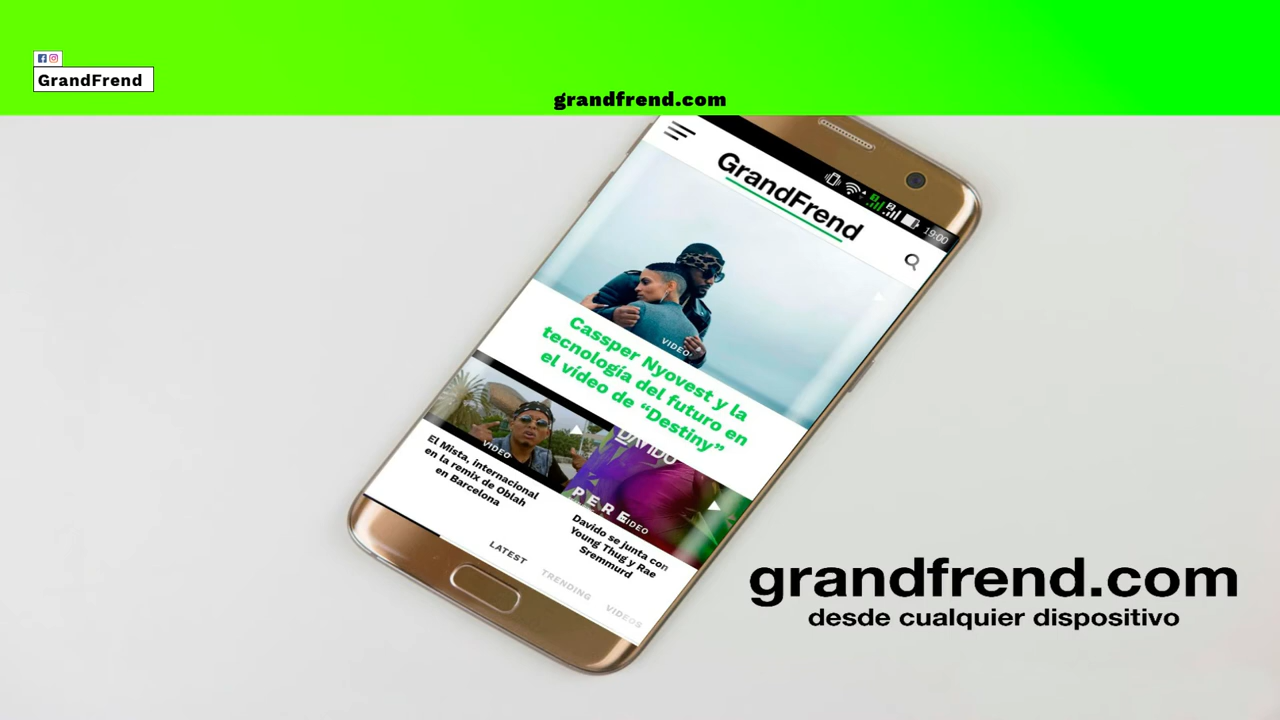 GrandFrend
grandfrend.com
19:00
GrandFrend
VIDEO
Cassper Nyovest y la
tecnología del futuro en
el vídeo de “Destiny”
VIDEO
El Mista, internacional
en la remix de Oblah
en Barcelona
DAVIDO
RERE
VIDEO
Davido se junta con
Young Thug y Rae
Sremmurd
LATEST
TRENDING
VIDEOS
grandfrend.com
desde cualquier dispositivo